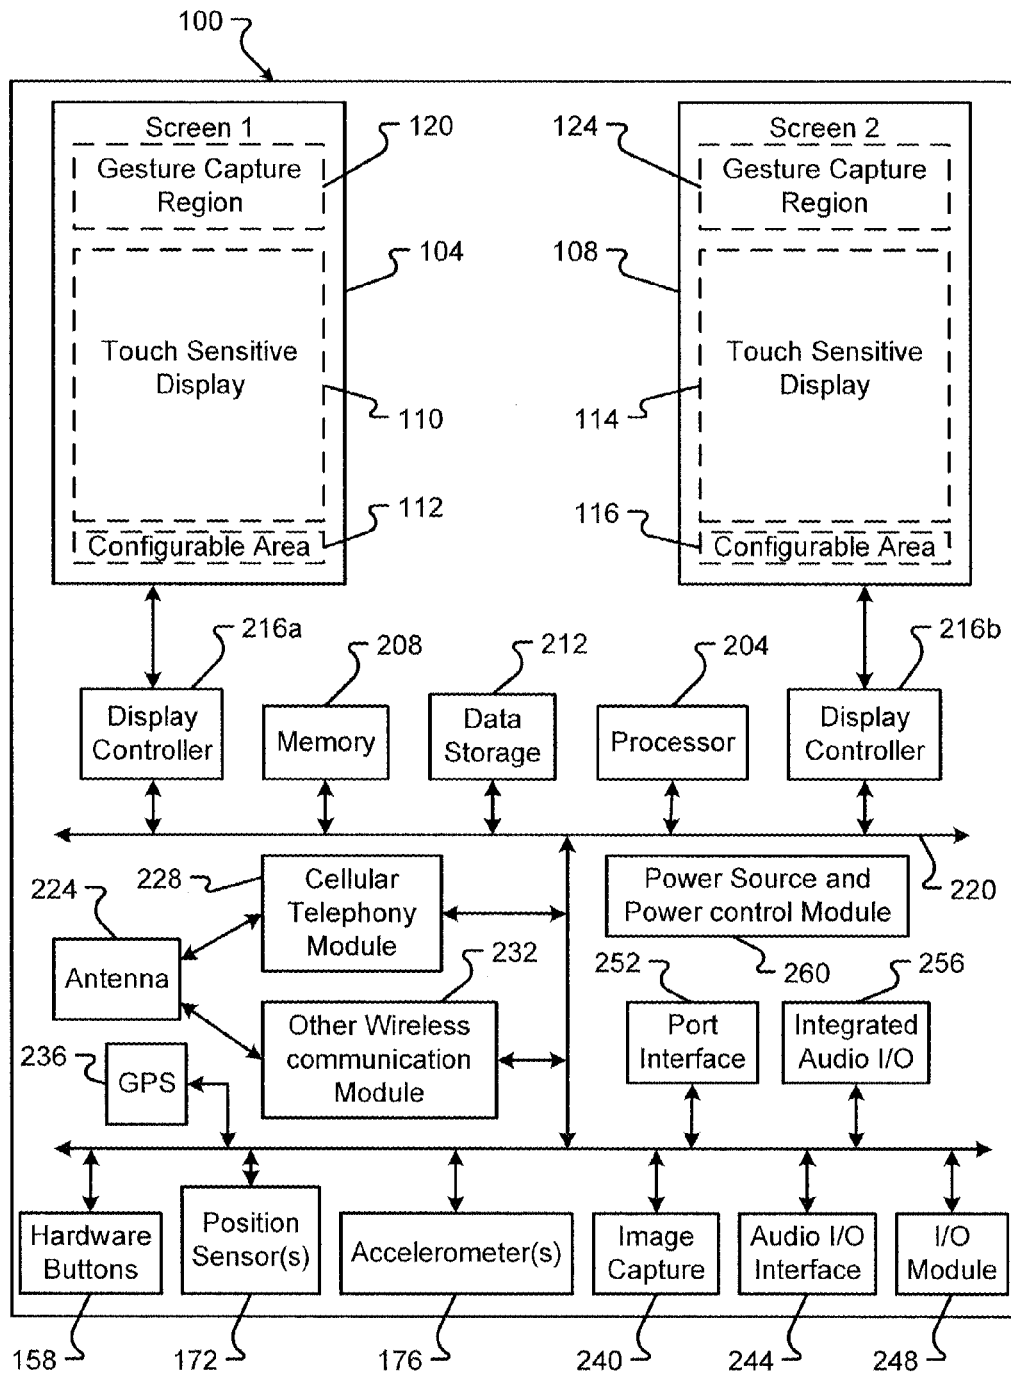 100
Screen 1
Gesture Capture
Region
120
Touch Sensitive
Display
104
110
Configurable Area
112
Screen 2
124
Gesture Capture
Region
108
Touch Sensitive
Display
114
116
Configurable Area
216a
208
212
204
216b
Display
Controller
Memory
Data
Storage
Processor
Display
Controller
220
224
228
Cellular
Telephony
Module
Power Source and
Power control Module
260
Antenna
232
Other Wireless
communication
Module
252
Port
Interface
256
Integrated
Audio I/O
236
GPS
Hardware
Buttons
Position
Sensor(s)
Accelerometer(s)
Image
Capture
Audio I/O
Interface
I/O
Module
158
172
176
240
244
248